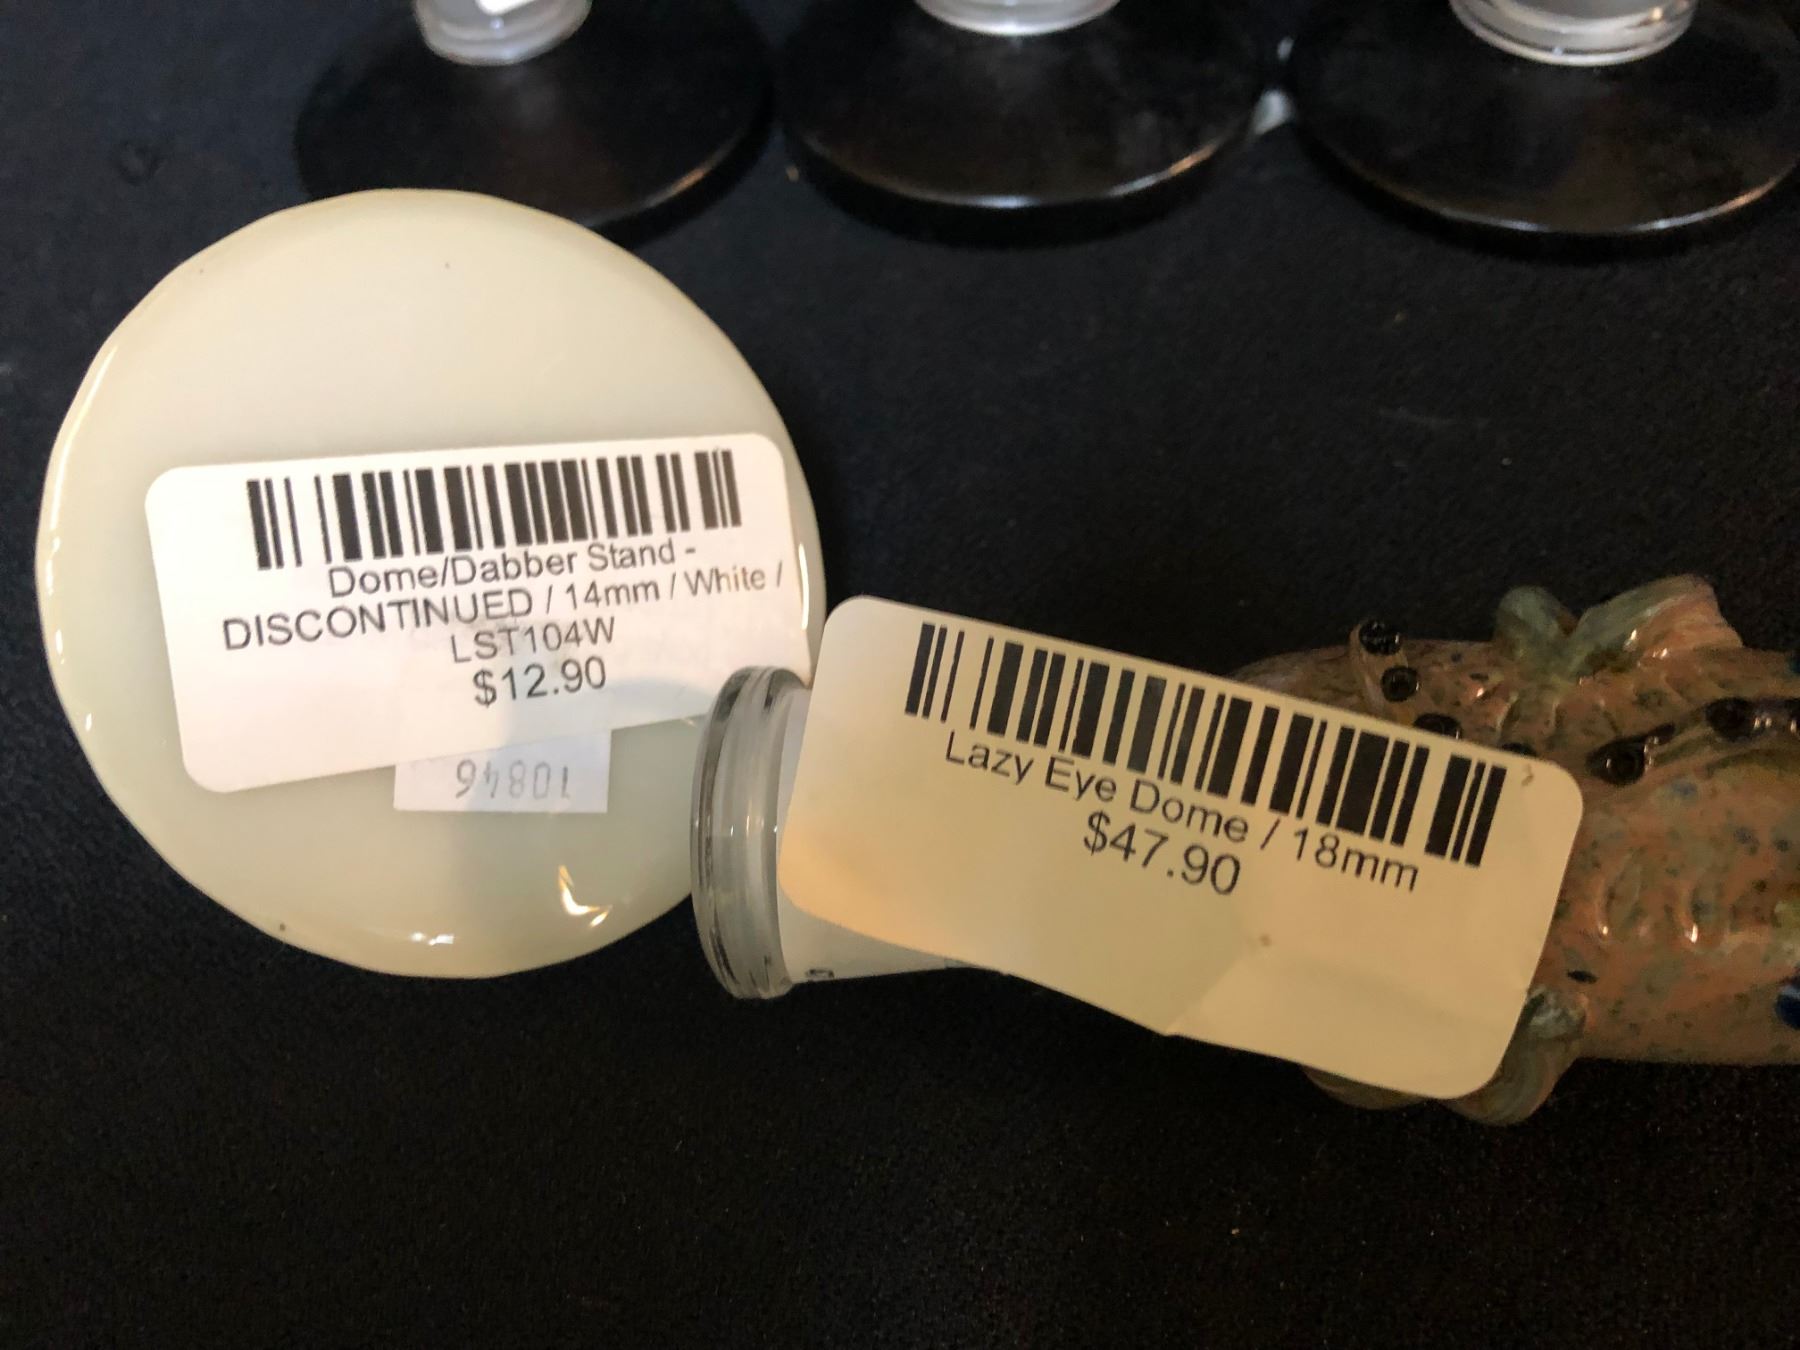 Dome/Dabber Stand -
DISCONTINUED / 14mm / White /
LST104W
$12.90
10846
Lazy Eye Dome / 18mm
$47.90